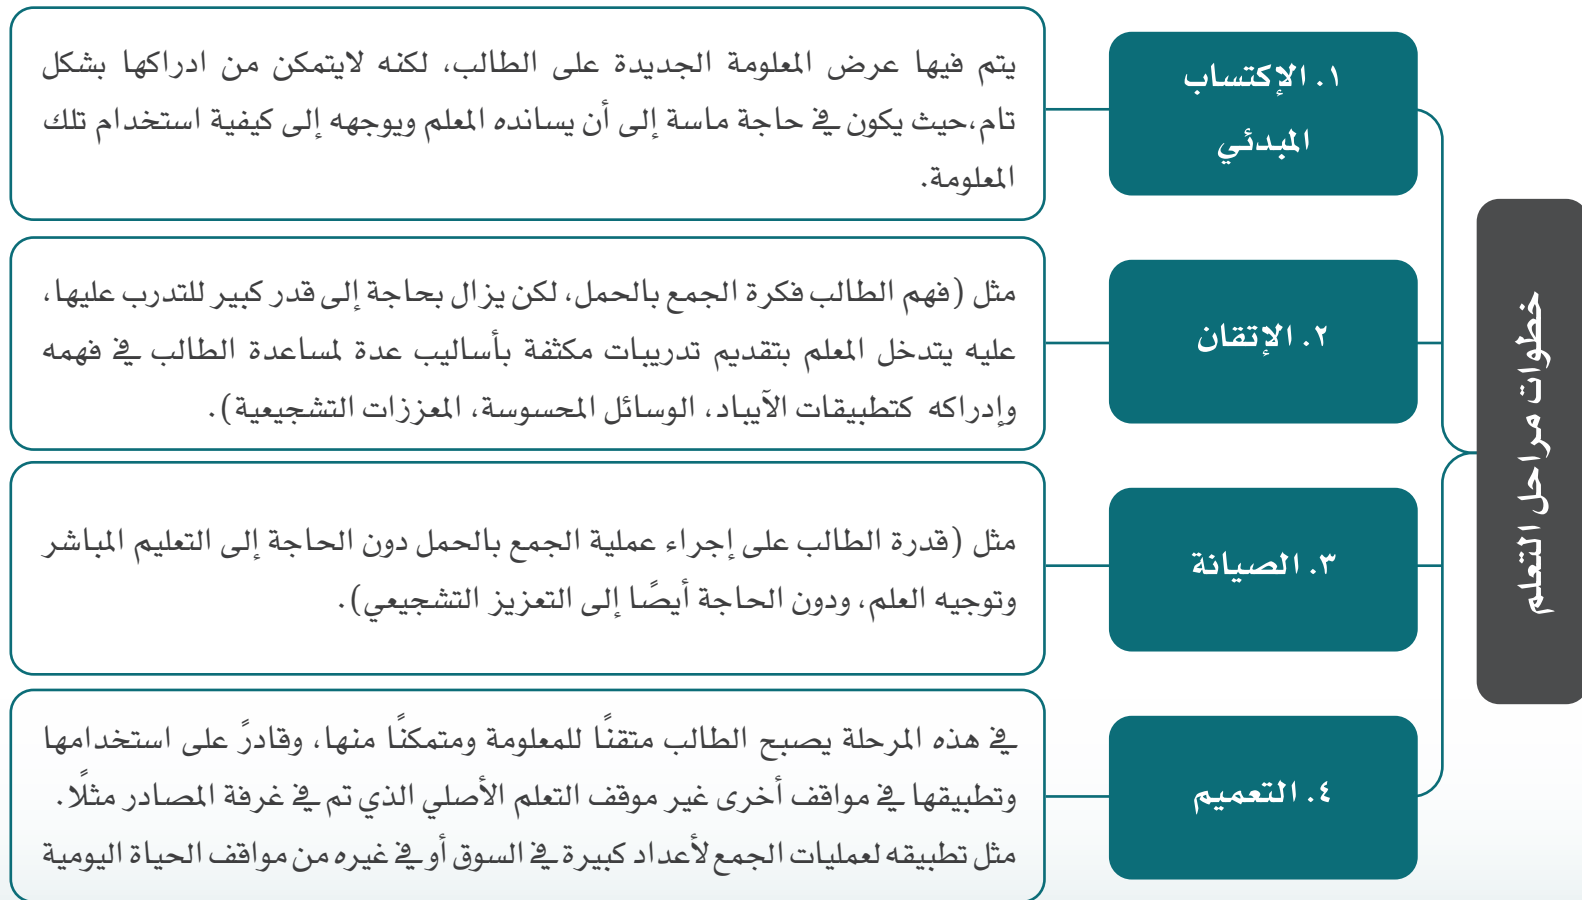 خطوات مراحل التعلم
١. الإكتساب
المبدئي
يتم فيها عرض المعلومة الجديدة على الطالب، لكنه لايتمكن من ادراكها بشكل
تام،حيث يكون في حاجة ماسة إلى أن يسانده المعلم ويوجهه إلى كيفية استخدام تلك
المعلومة.
٢. الإتقان
مثل (فهم الطالب فكرة الجمع بالحمل، لكن يزال بحاجة إلى قدر كبير للتدرب عليها،
عليه يتدخل المعلم بتقديم تدريبات مكثفة بأساليب عدة لمساعدة الطالب في فهمه
وإدراكه كتطبيقات الآيباد، الوسائل المحسوسة، المعززات التشجيعية).
٣. الصيانة
مثل (قدرة الطالب على إجراء عملية الجمع بالحمل دون الحاجة إلى التعليم المباشر
وتوجيه العلم، ودون الحاجة أيصًا إلى التعزيز التشجيعي).
٤. التعميم
في هذه المرحلة يصبح الطالب متقنًا للمعلومة ومتمكنًا منها، وقادرً على استخدامها
وتطبيقها في مواقف أخرى غير موقف التعلم الأصلي الذي تم في غرفة المصادر مثلًا.
مثل تطبيقه لعمليات الجمع لأعداد كبيرة في السوق أو في غيره من مواقف الحياة اليومية